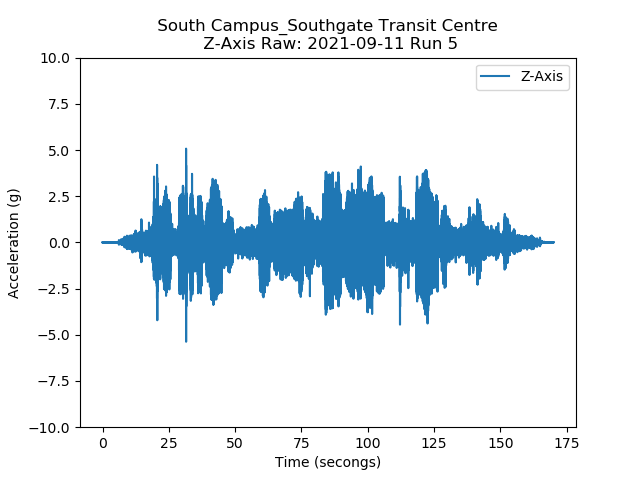 South Campus_Southgate Transit Centre
Z-Axis Raw: 2021-09-11 Run 5
Z-Axis
10.0
7.5
5.0
2.5
0.0
−2.5
−5.0
−7.5
−10.0
Acceleration (g)
0 25 50 75 100 125 150 175
Time (secongs)